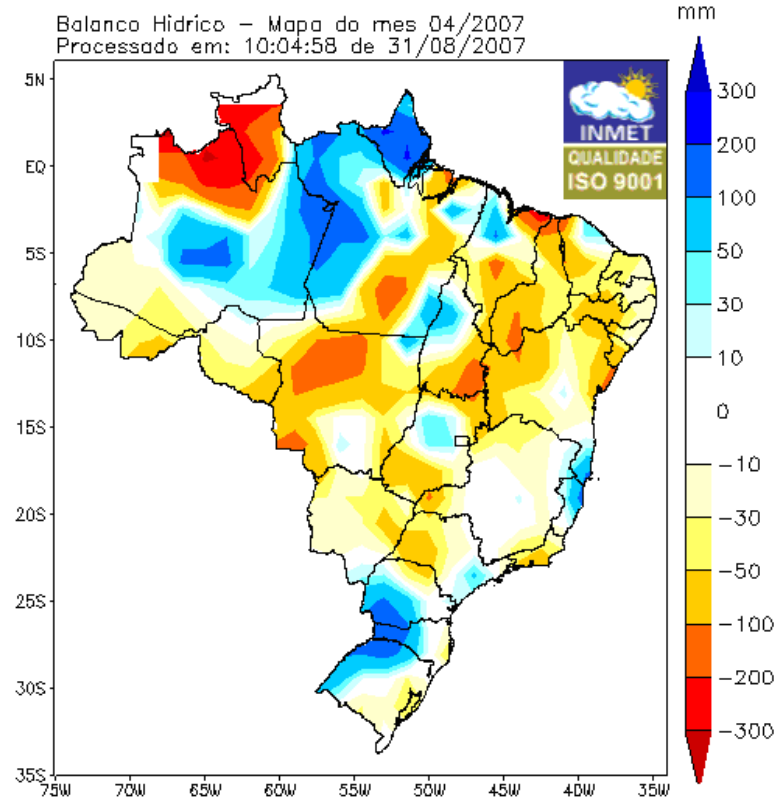 Balanco Hidrico - Mapa do mes 04/2007
Processado em: 10:04:58 de 31/08/2007
mm
INMET
QUALIDADE
ISO 9001
300
200
100
50
30
10
0
-10
-30
-50
-100
-200
-300
5N
EQ
5S
10S
15S
20S
25S
30S
35S
75W 70W 65W 60W 55W 50W 45W 40W 35W